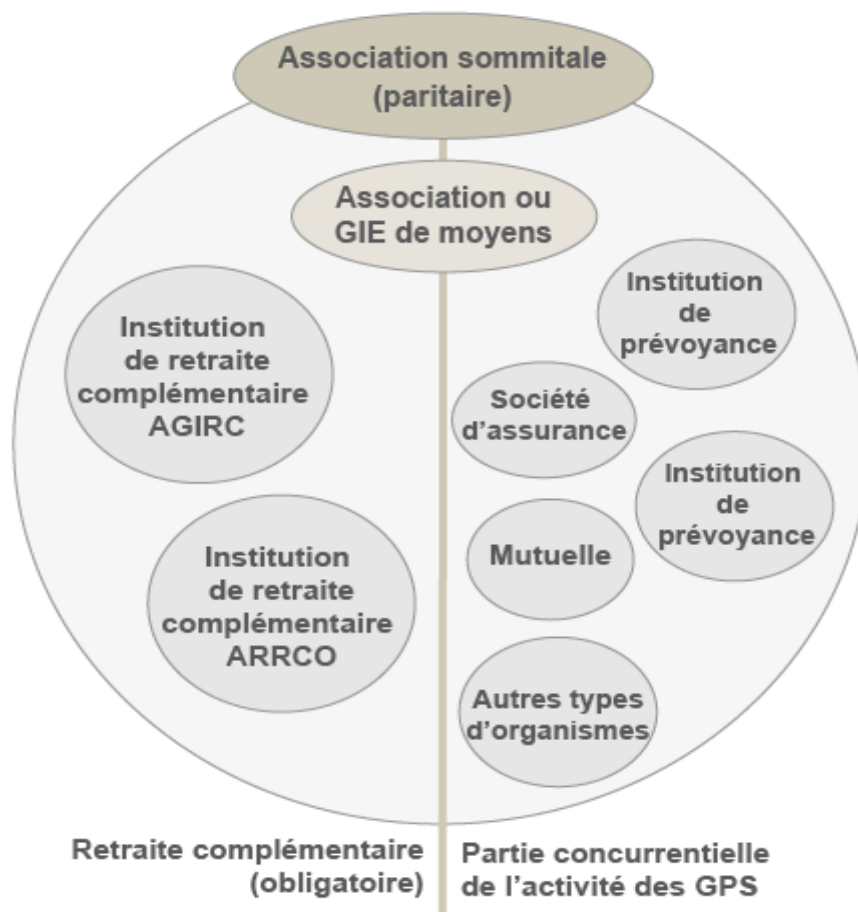 Association sommitale
(paritaire)
Association ou
GIE de moyens
Institution
de retraite
complémentaire
AGIRC
Institution
de retraite
complémentaire
ARRCO
Institution
de
prévoyance
Société
d'assurance
Institution
de
prévoyance
Mutuelle
Autres types
d'organismes
Retraite complémentaire
(obligatoire)
Partie concurrentielle
de l'activité des GPS